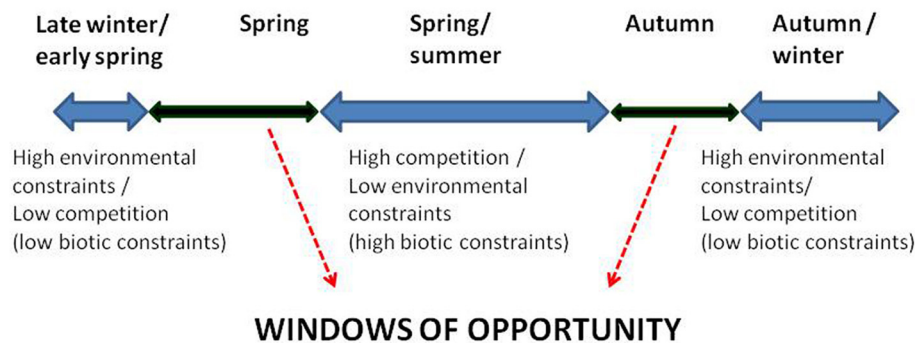 Late winter/
early spring
Spring
Spring/
summer
Autumn
Autumn /
winter
High environmental
constraints /
Low competition
(low biotic constraints)
High competition /
Low environmental
constraints
(high biotic constraints)
High environmental
constraints/
Low competition
(low biotic constraints)
WINDOWS OF OPPORTUNITY